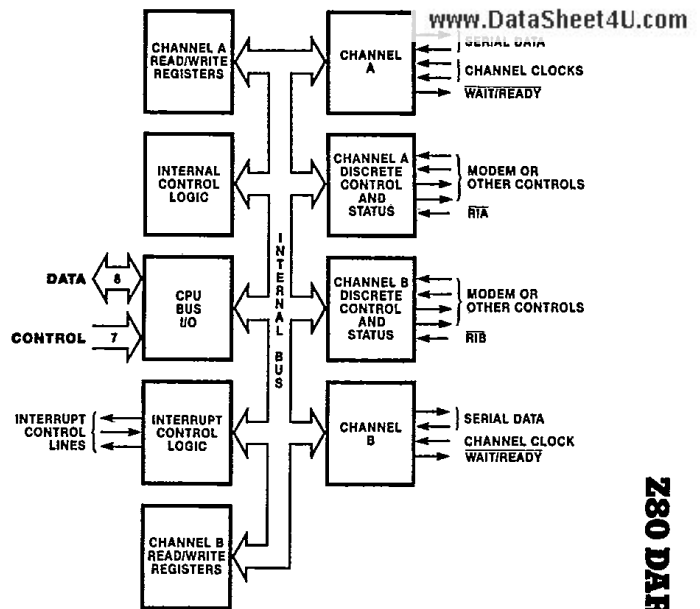 www.DataSheet4U.com
CHANNEL A
READ/WRITE
REGISTERS
CHANNEL
A
SERIAL DATA
CHANNEL CLOCKS
WAIT/READY
INTERNAL
CONTROL
LOGIC
CHANNEL A
DISCRETE
CONTROL
AND
STATUS
MODEM OR
OTHER CONTROLS
RIA
INTERNAL BUS
DATA
8
CONTROL
7
CPU
BUS
I/O
CHANNEL B
DISCRETE
CONTROL
AND
STATUS
MODEM OR
OTHER CONTROLS
RIB
INTERRUPT
CONTROL
LINES
INTERRUPT
CONTROL
LOGIC
CHANNEL
B
SERIAL DATA
CHANNEL CLOCK
WAIT/READY
CHANNEL B
READ/WRITE
REGISTERS
Z80 DAR